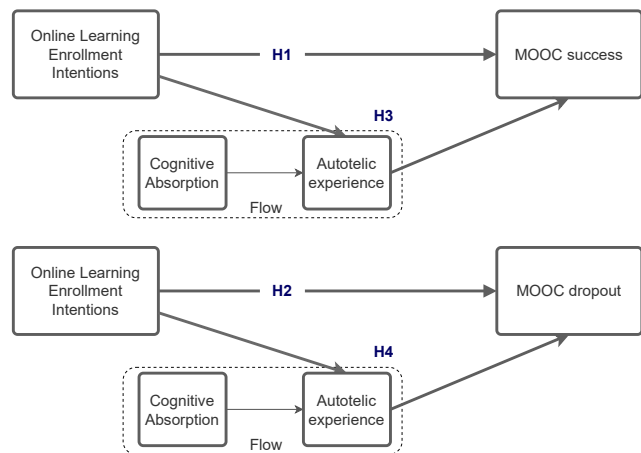 Online Learning
Enrollment
Intentions
H1
MOOC success
H3
Cognitive
Absorption
Autotelic
experience
Flow
Online Learning
Enrollment
Intentions
H2
MOOC dropout
H4
Cognitive
Absorption
Autotelic
experience
Flow